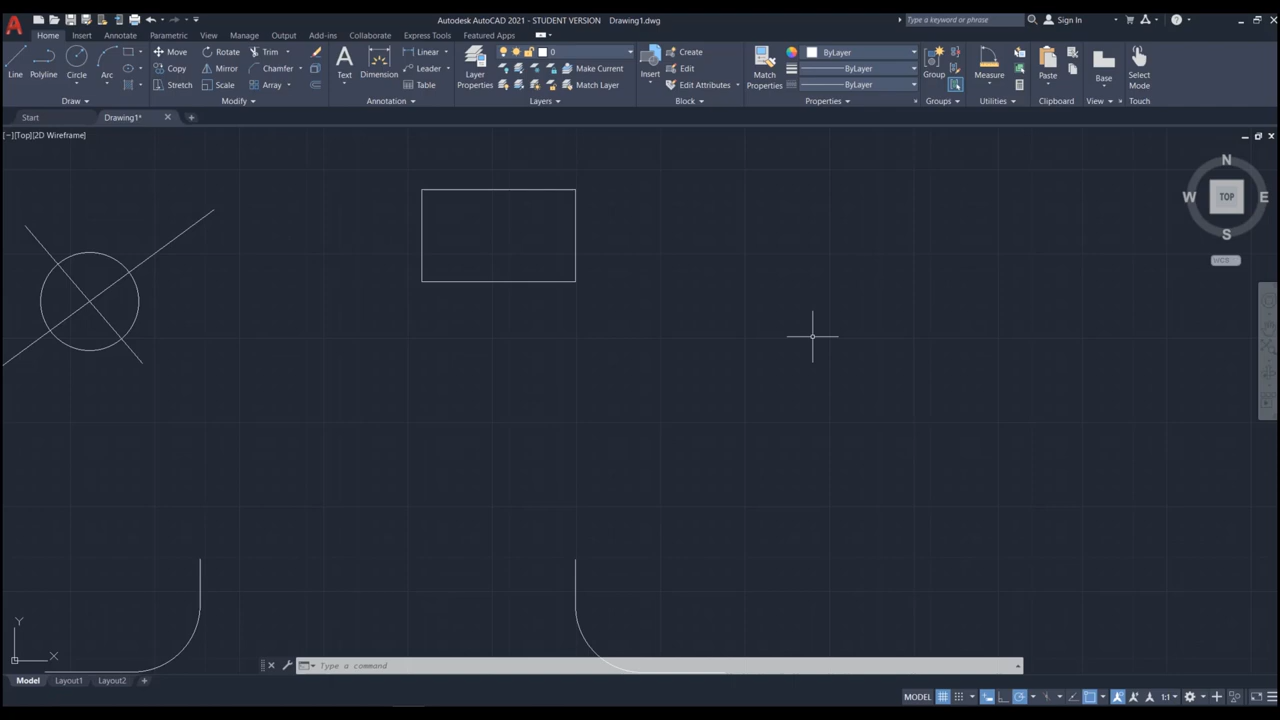 Autodesk AutoCAD 2021 - STUDENT VERSION Drawing1.dwg
Type a keyword or phrase
Sign In
Home Insert Annotate Parametric View Manage Output Add-ins Collaborate Express Tools Featured Apps
Line
Polyline
Circle
Arc
Move
Rotate
Trim
Copy
Mirror
Chamfer
Stretch
Scale
Array
Text
Dimension
Linear
Leader
Table
Layer
Properties
0
Make Current
Match Layer
Insert
Create
Edit
Edit Attributes
Match
Properties
ByLayer
ByLayer
ByLayer
Group
Measure
Paste
Base
Select
Mode
Draw
Modify
Annotation
Layers
Block
Properties
Groups
Utilities
Clipboard
View
Touch
Start
Drawing1*
[−][Top][2D Wireframe]
N
W
TOP
E
S
WCS
Y
X
Type a command
Model Layout1 Layout2
MODEL
1:1